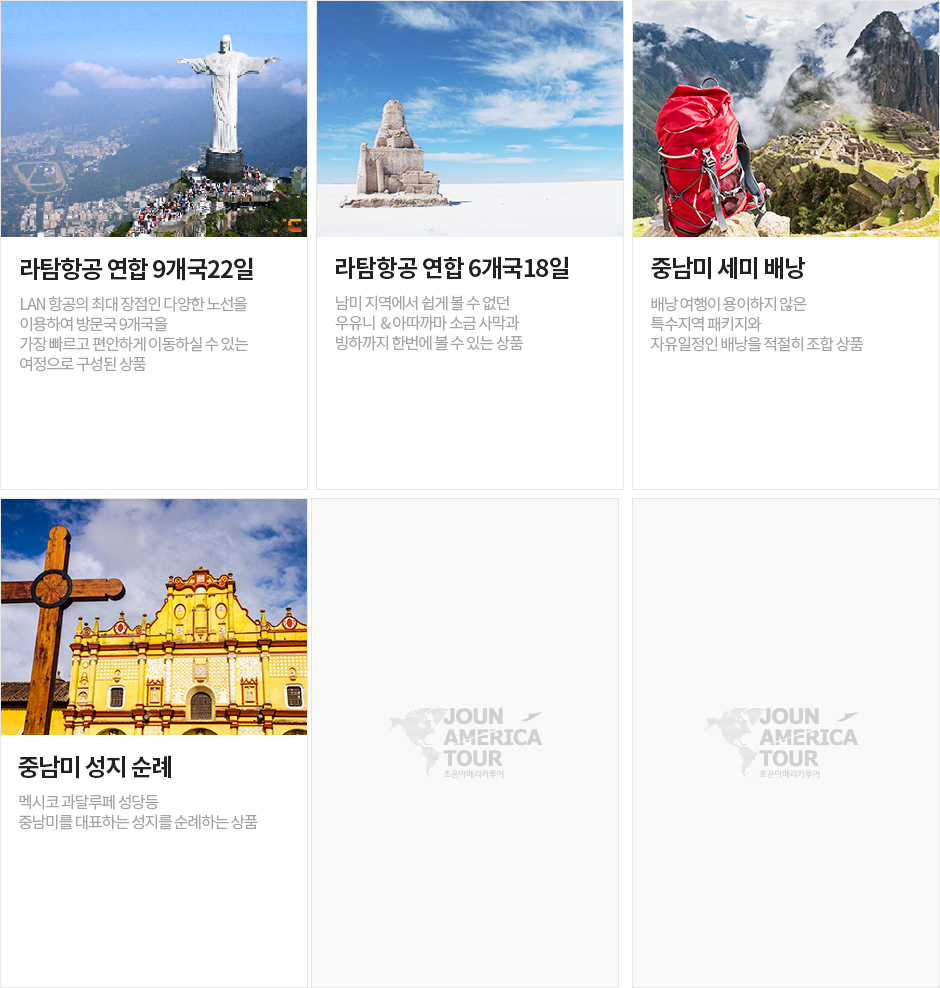 라탐항공 연합 9개국22일
LAN 항공의 최대 장점인 다양한 노선을
이용하여 방문국 9개국을
가장 빠르고 편안하게 이동하실 수 있는
여정으로 구성된 상품
라탐항공 연합 6개국18일
남미 지역에서 쉽게 볼 수 없던
우유니 & 아따까마 소금 사막과
빙하까지 한번에 볼 수 있는 상품
중남미 세미 배낭
배낭 여행이 용이하지 않은
특수지역 패키지와
자유일정인 배낭을 적절히 조합 상품
중남미 성지 순례
멕시코 과달루페 성당등
중남미를 대표하는 성지를 순례하는 상품
JOUN
AMERICA
TOUR
조은아메리카투어
JOUN
AMERICA
TOUR
조은아메리카투어